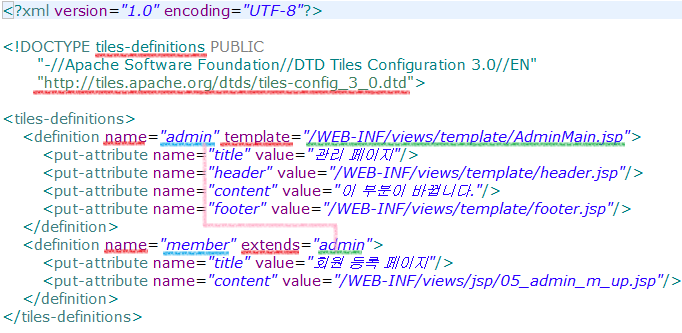 <?xml version="1.0" encoding="UTF-8"?>
<!DOCTYPE tiles-definitions PUBLIC
"-//Apache Software Foundation//DTD Tiles Configuration 3.0//EN"
"http://tiles.apache.org/dtds/tiles-config_3_0.dtd">
<tiles-definitions>
<definition name="admin" template="/WEB-INF/views/template/AdminMain.jsp">
<put-attribute name="title" value="관리 페이지"/>
<put-attribute name="header" value="/WEB-INF/views/template/header.jsp"/>
<put-attribute name="content" value="이 부분이 바뀝니다."/>
<put-attribute name="footer" value="/WEB-INF/views/template/footer.jsp"/>
</definition>
<definition name="member" extends="admin">
<put-attribute name="title" value="회원 등록 페이지"/>
<put-attribute name="content" value="/WEB-INF/views/jsp/05_admin_m_up.jsp"/>
</definition>
</tiles-definitions>